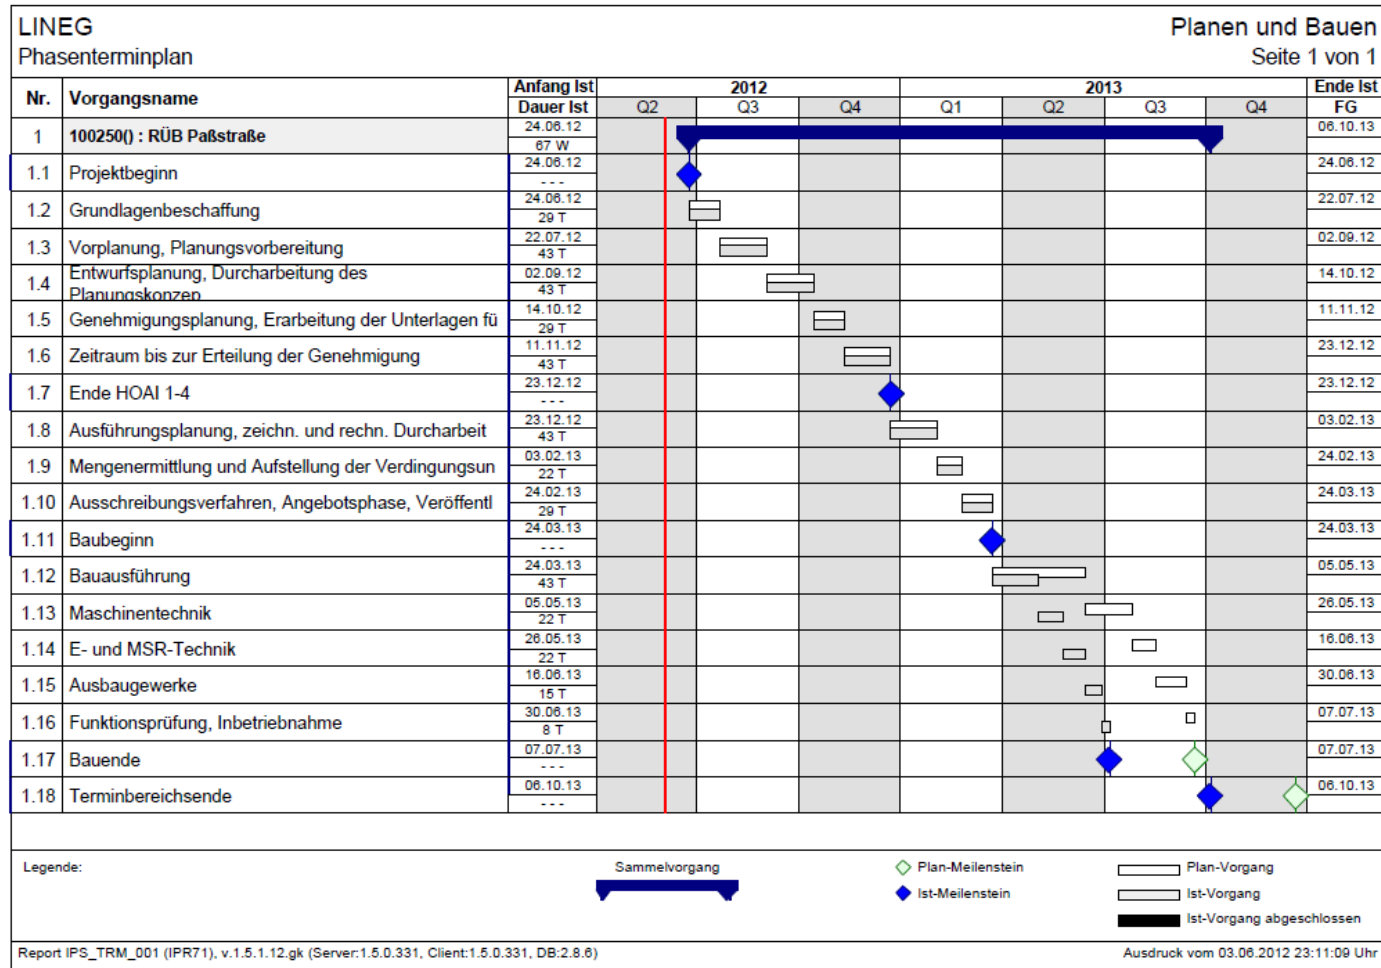 LINEG
Planen und Bauen
Phasenterminplan
Seite 1 von 1
Nr. Vorgangsname Anfang Ist 2012 2013 Ende Ist
Dauer Ist Q2 Q3 Q4 Q1 Q2 Q3 Q4 FG
1 100250() : RÜB Paßstraße 24.06.12 06.10.13
67 W
1.1 Projektbeginn 24.06.12 24.06.12
- - -
1.2 Grundlagenbeschaffung 24.06.12 22.07.12
29 T
1.3 Vorplanung, Planungsvorbereitung 22.07.12 02.09.12
43 T
1.4 Entwurfsplanung, Durcharbeitung des 02.09.12 14.10.12
Planungskonzep 43 T
1.5 Genehmigungsplanung, Erarbeitung der Unterlagen fü 14.10.12 11.11.12
29 T
1.6 Zeitraum bis zur Erteilung der Genehmigung 11.11.12 23.12.12
43 T
1.7 Ende HOAI 1-4 23.12.12 23.12.12
- - -
1.8 Ausführungsplanung, zeichn. und rechn. Durcharbeit 23.12.12 03.02.13
43 T
1.9 Mengenermittlung und Aufstellung der Verdingungsun 03.02.13 24.02.13
22 T
1.10 Ausschreibungsverfahren, Angebotsphase, Veröffentl 24.02.13 24.03.13
29 T
1.11 Baubeginn 24.03.13 24.03.13
- - -
1.12 Bauausführung 24.03.13 05.05.13
43 T
1.13 Maschinentechnik 05.05.13 26.05.13
22 T
1.14 E- und MSR-Technik 26.05.13 16.06.13
22 T
1.15 Ausbaugewerke 16.06.13 30.06.13
15 T
1.16 Funktionsprüfung, Inbetriebnahme 30.06.13 07.07.13
8 T
1.17 Bauende 07.07.13 07.07.13
- - -
1.18 Terminbereichsende 06.10.13 06.10.13
- - -
Legende: Sammelvorgang Plan-Meilenstein Plan-Vorgang
Ist-Meilenstein Ist-Vorgang
Ist-Vorgang abgeschlossen
Report IPS_TRM_001 (IPR71), v.1.5.1.12.gk (Server:1.5.0.331, Client:1.5.0.331, DB:2.8.6) Ausdruck vom 03.06.2012 23:11:09 Uhr